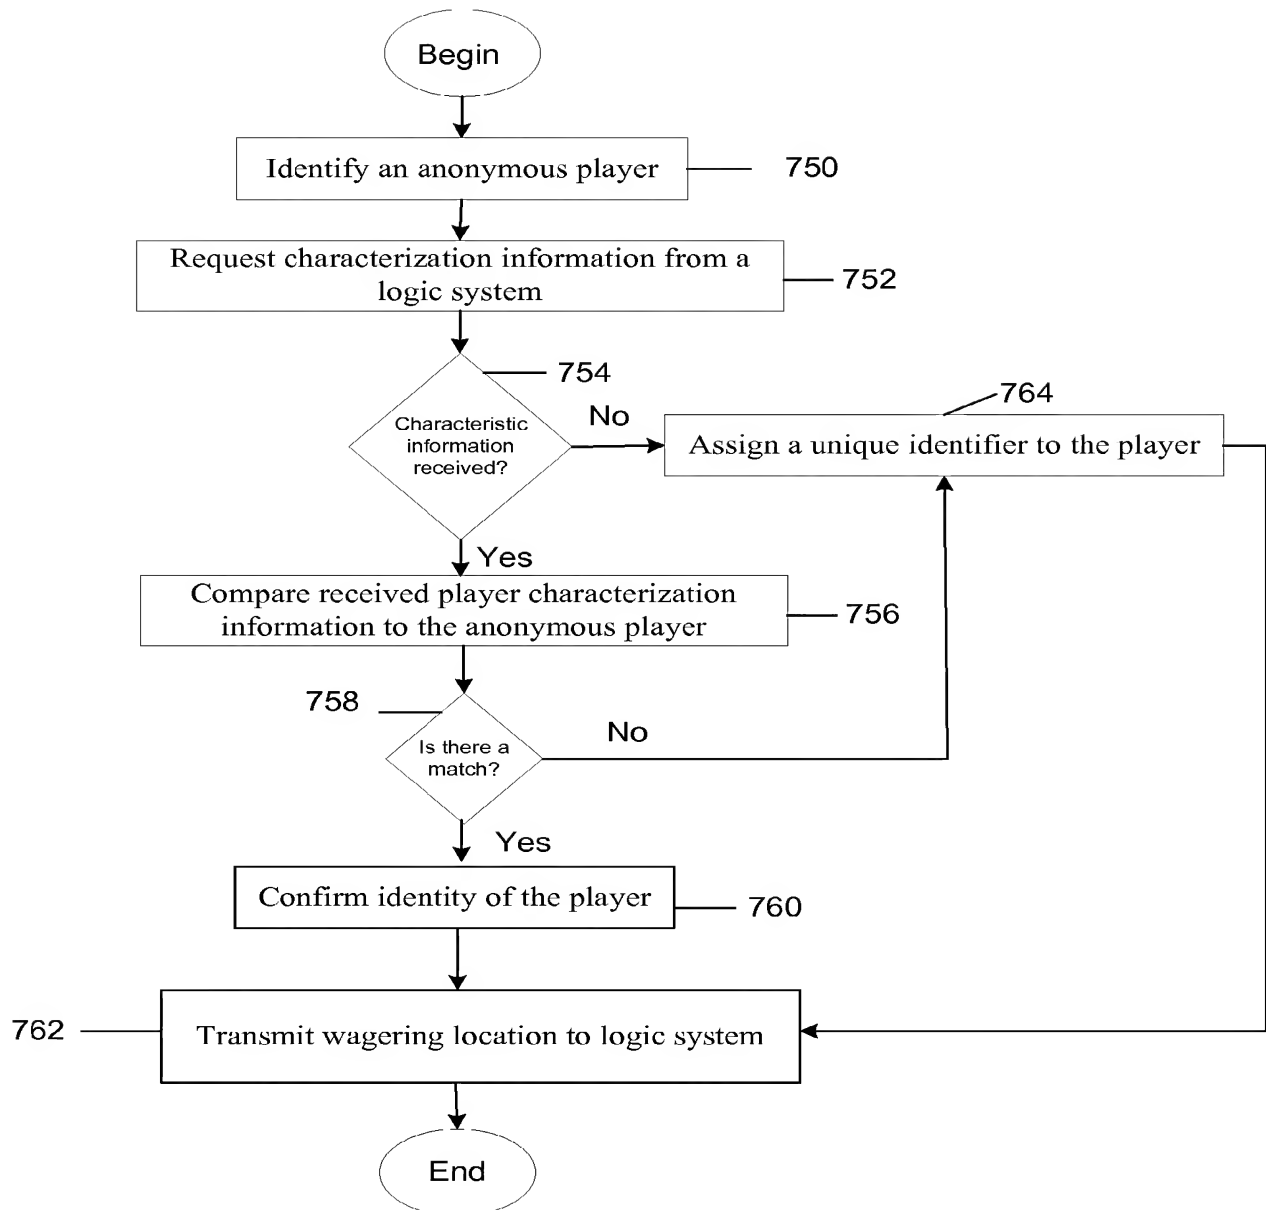 Begin
Identify an anonymous player
750
Request characterization information from a
logic system
752
754
Characteristic
information
received?
No
764
Assign a unique identifier to the player
Yes
Compare received player characterization
information to the anonymous player
756
758
Is there a
match?
No
Yes
Confirm identity of the player
760
762
Transmit wagering location to logic system
End